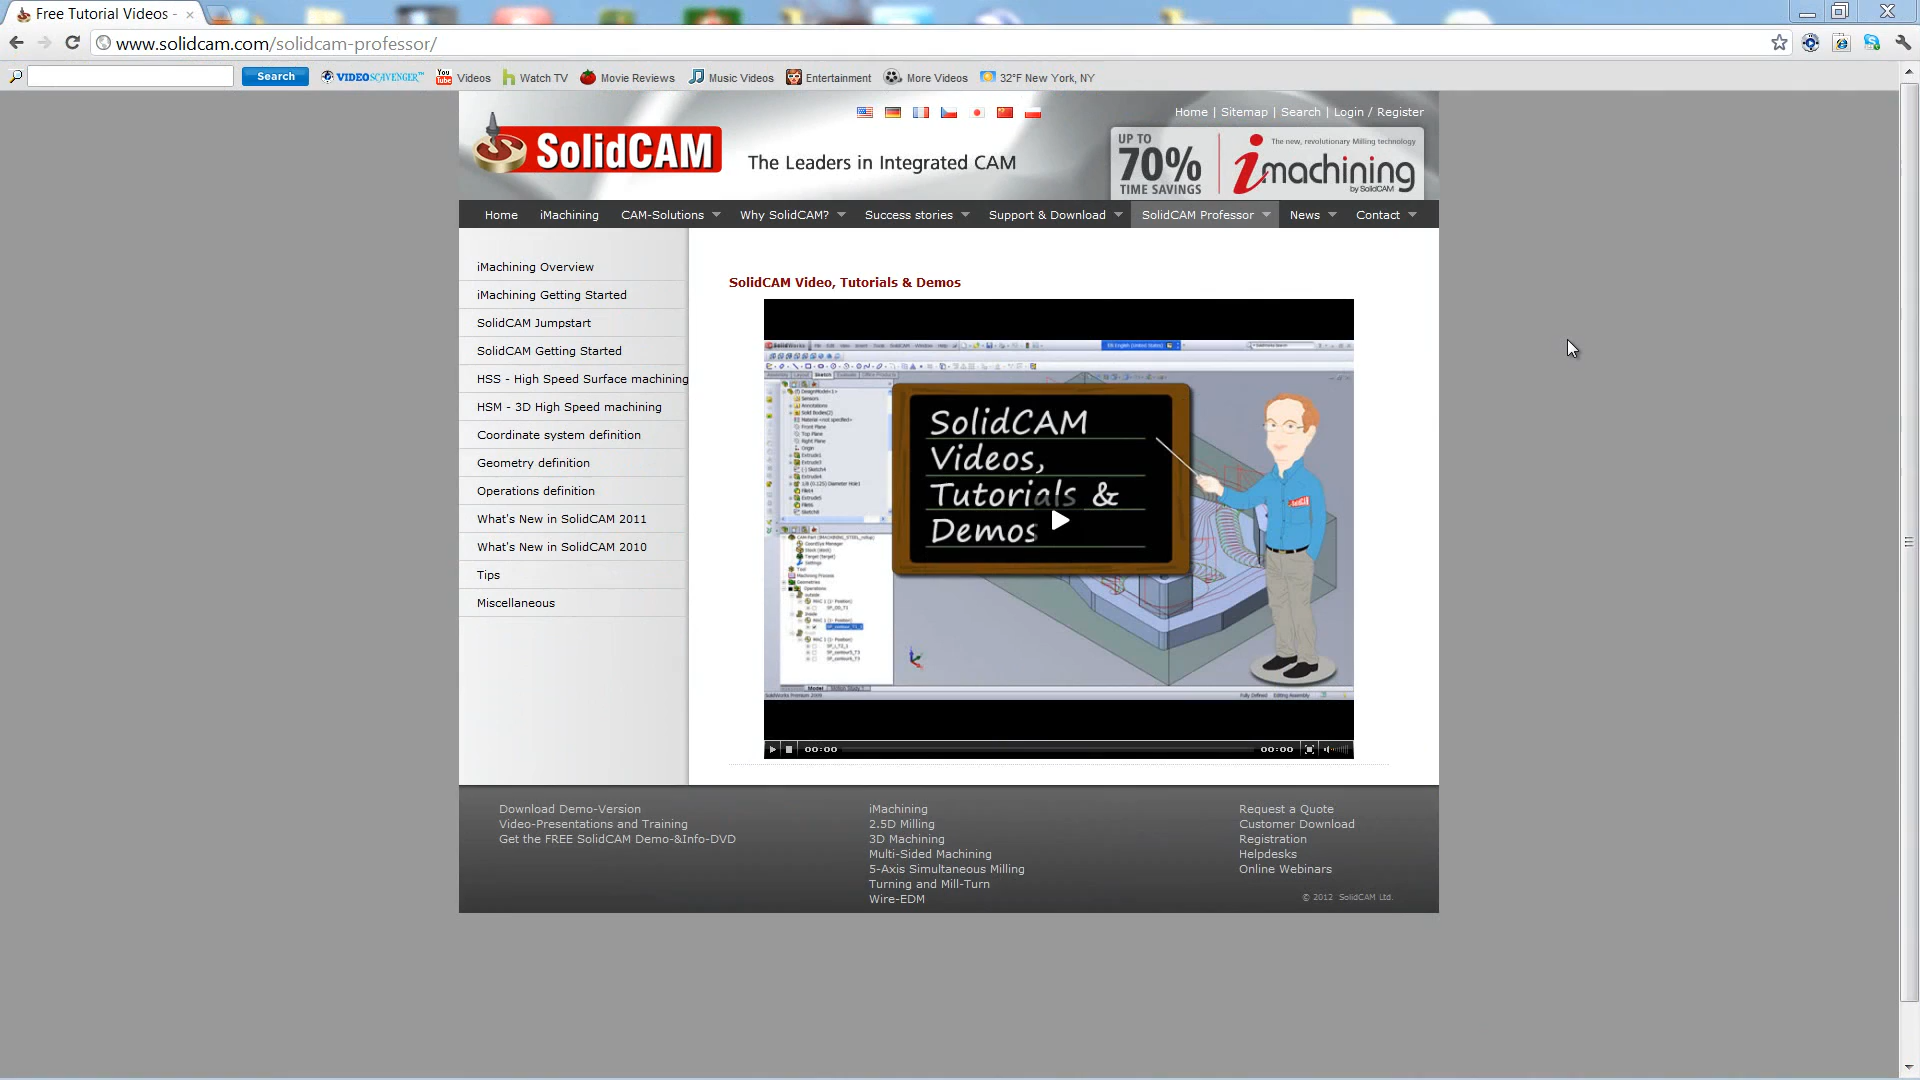 Free Tutorial Videos -
www.solidcam.com/solidcam-professor/
Search VIDEOSCAVENGER You Tube Videos h Watch TV Movie Reviews Music Videos Entertainment More Videos 32°F New York, NY
Home | Sitemap | Search | Login / Register
SolidCAM
The Leaders in Integrated CAM
UP TO
70%
TIME SAVINGS
The new, revolutionary Milling technology
imachining
by SolidCAM
Home iMachining CAM-Solutions Why SolidCAM? Success stories Support & Download SolidCAM Professor News Contact
iMachining Overview
iMachining Getting Started
SolidCAM Jumpstart
SolidCAM Getting Started
HSS - High Speed Surface machining
HSM - 3D High Speed machining
Coordinate system definition
Geometry definition
Operations definition
What's New in SolidCAM 2011
What's New in SolidCAM 2010
Tips
Miscellaneous
SolidCAM Video, Tutorials & Demos
SolidCAM
Videos,
Tutorials &
Demos
00:00 00:00
Download Demo-Version
Video-Presentations and Training
Get the FREE SolidCAM Demo-&Info-DVD
iMachining
2.5D Milling
3D Machining
Multi-Sided Machining
5-Axis Simultaneous Milling
Turning and Mill-Turn
Wire-EDM
Request a Quote
Customer Download
Registration
Helpdesks
Online Webinars
© 2012 SolidCAM Ltd.